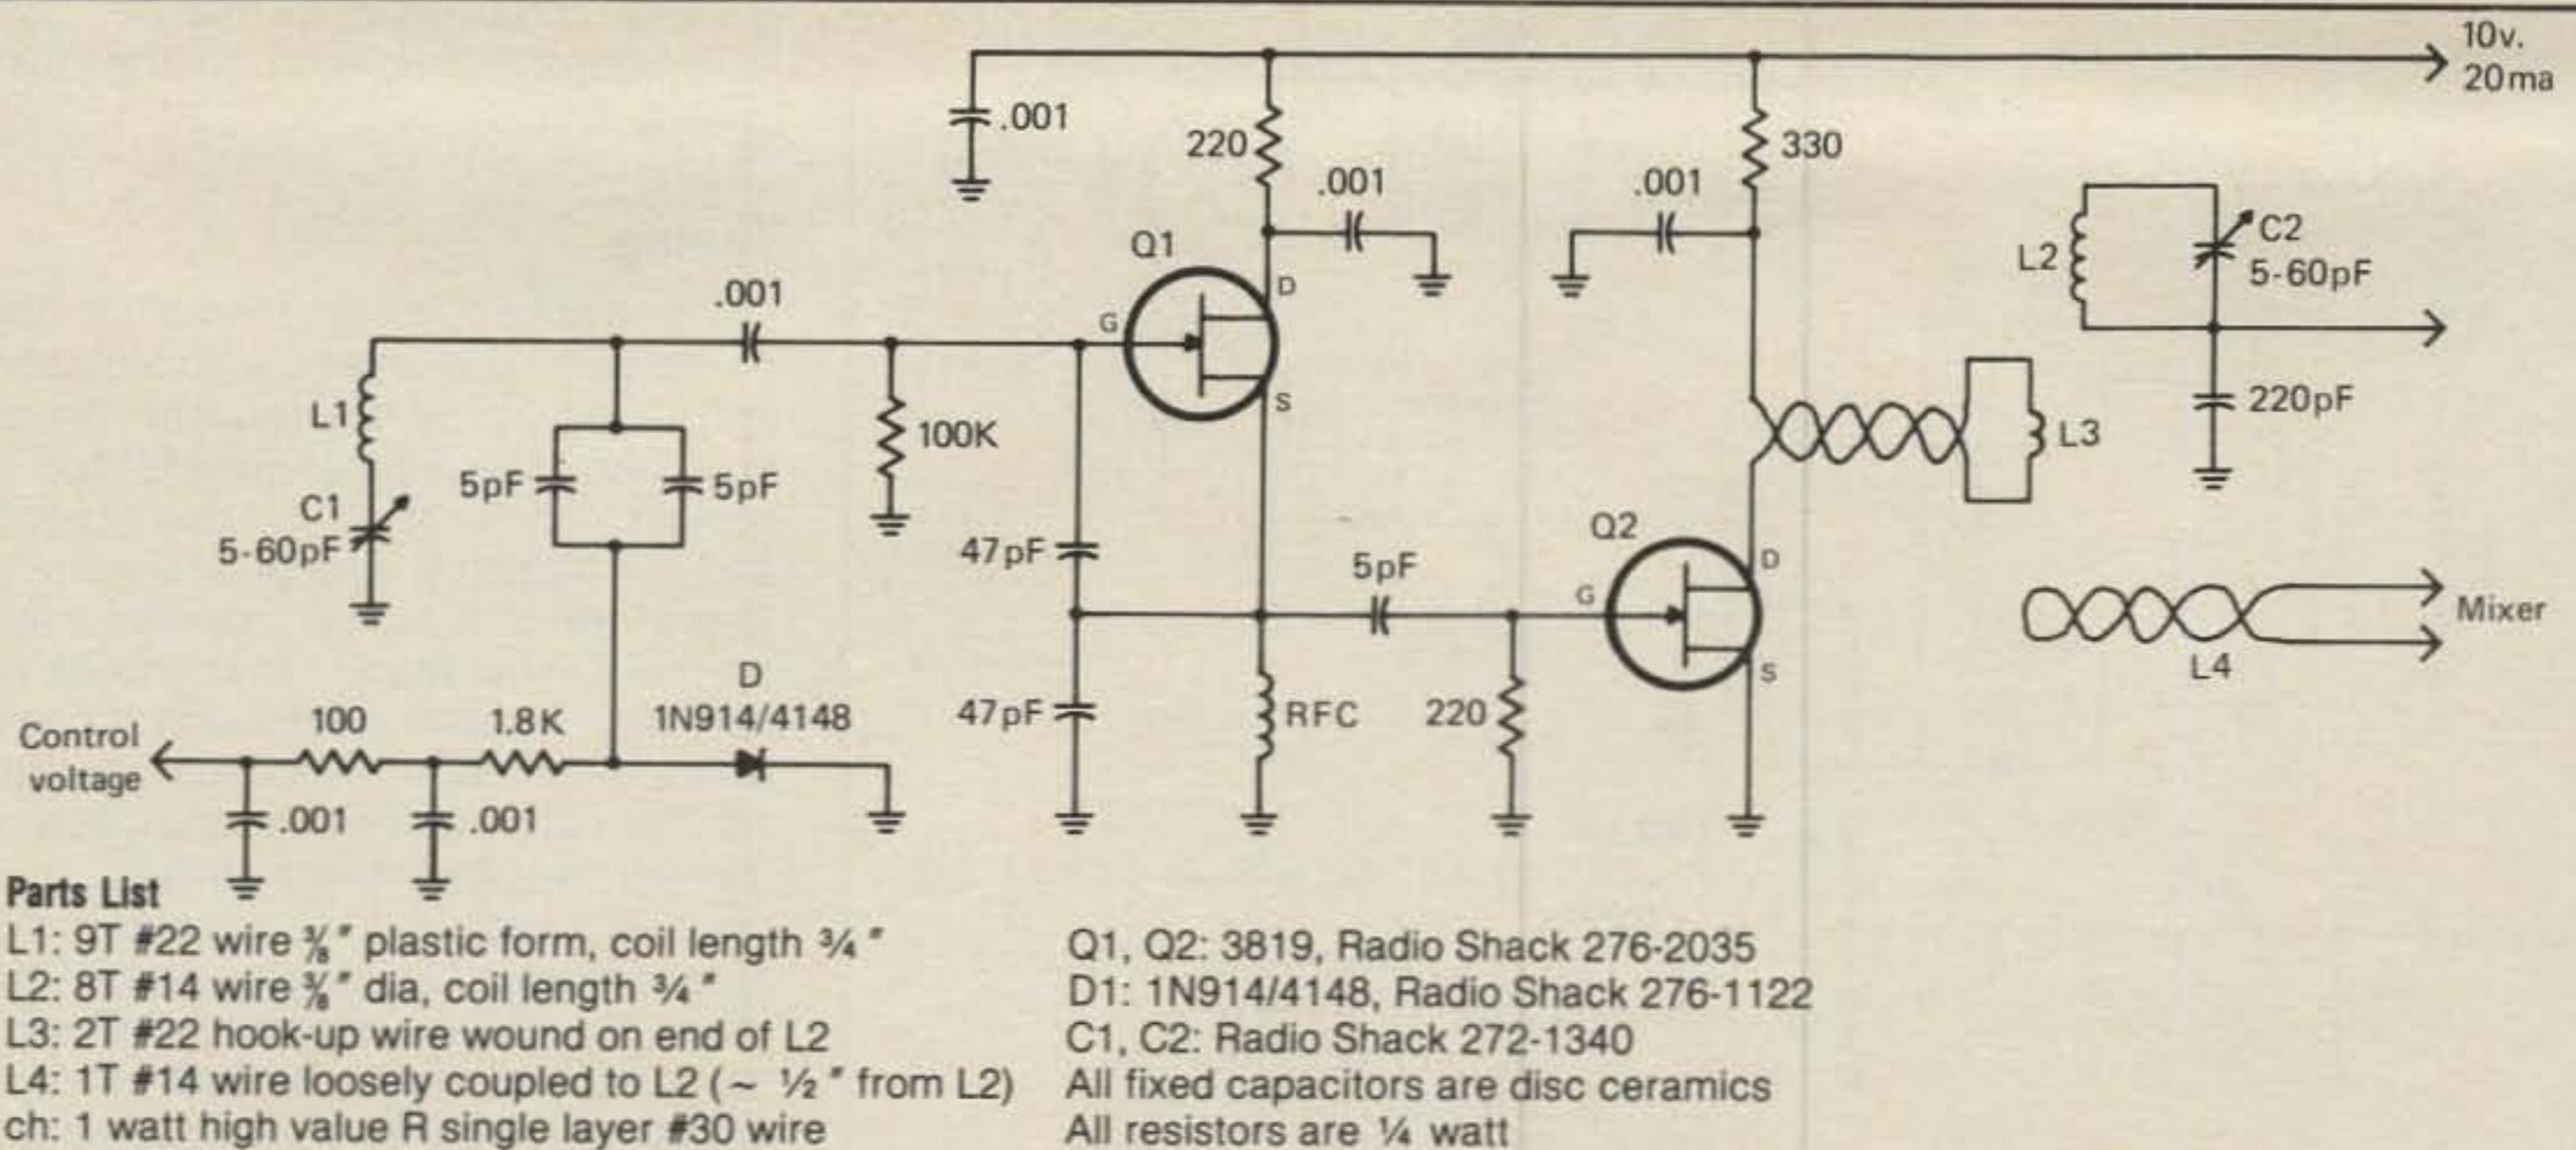 10v.
20ma
.001
220
.001
.001
330
Q1
D
G
S
.001
L1
C1
5-60pF
5pF
5pF
100K
47pF
47pF
RFC
5pF
220
Q2
G
D
S
L3
L2
C2
5-60pF
220pF
Mixer
L4
Control
voltage
100
1.8K
D
1N914/4148
.001
.001
Parts List
L1: 9T #22 wire ⅜" plastic form, coil length ¾"
L2: 8T #14 wire ⅜" dia, coil length ¾"
L3: 2T #22 hook-up wire wound on end of L2
L4: 1T #14 wire loosely coupled to L2 (~ ½" from L2)
ch: 1 watt high value R single layer #30 wire
Q1, Q2: 3819, Radio Shack 276-2035
D1: 1N914/4148, Radio Shack 276-1122
C1, C2: Radio Shack 272-1340
All fixed capacitors are disc ceramics
All resistors are ¼ watt